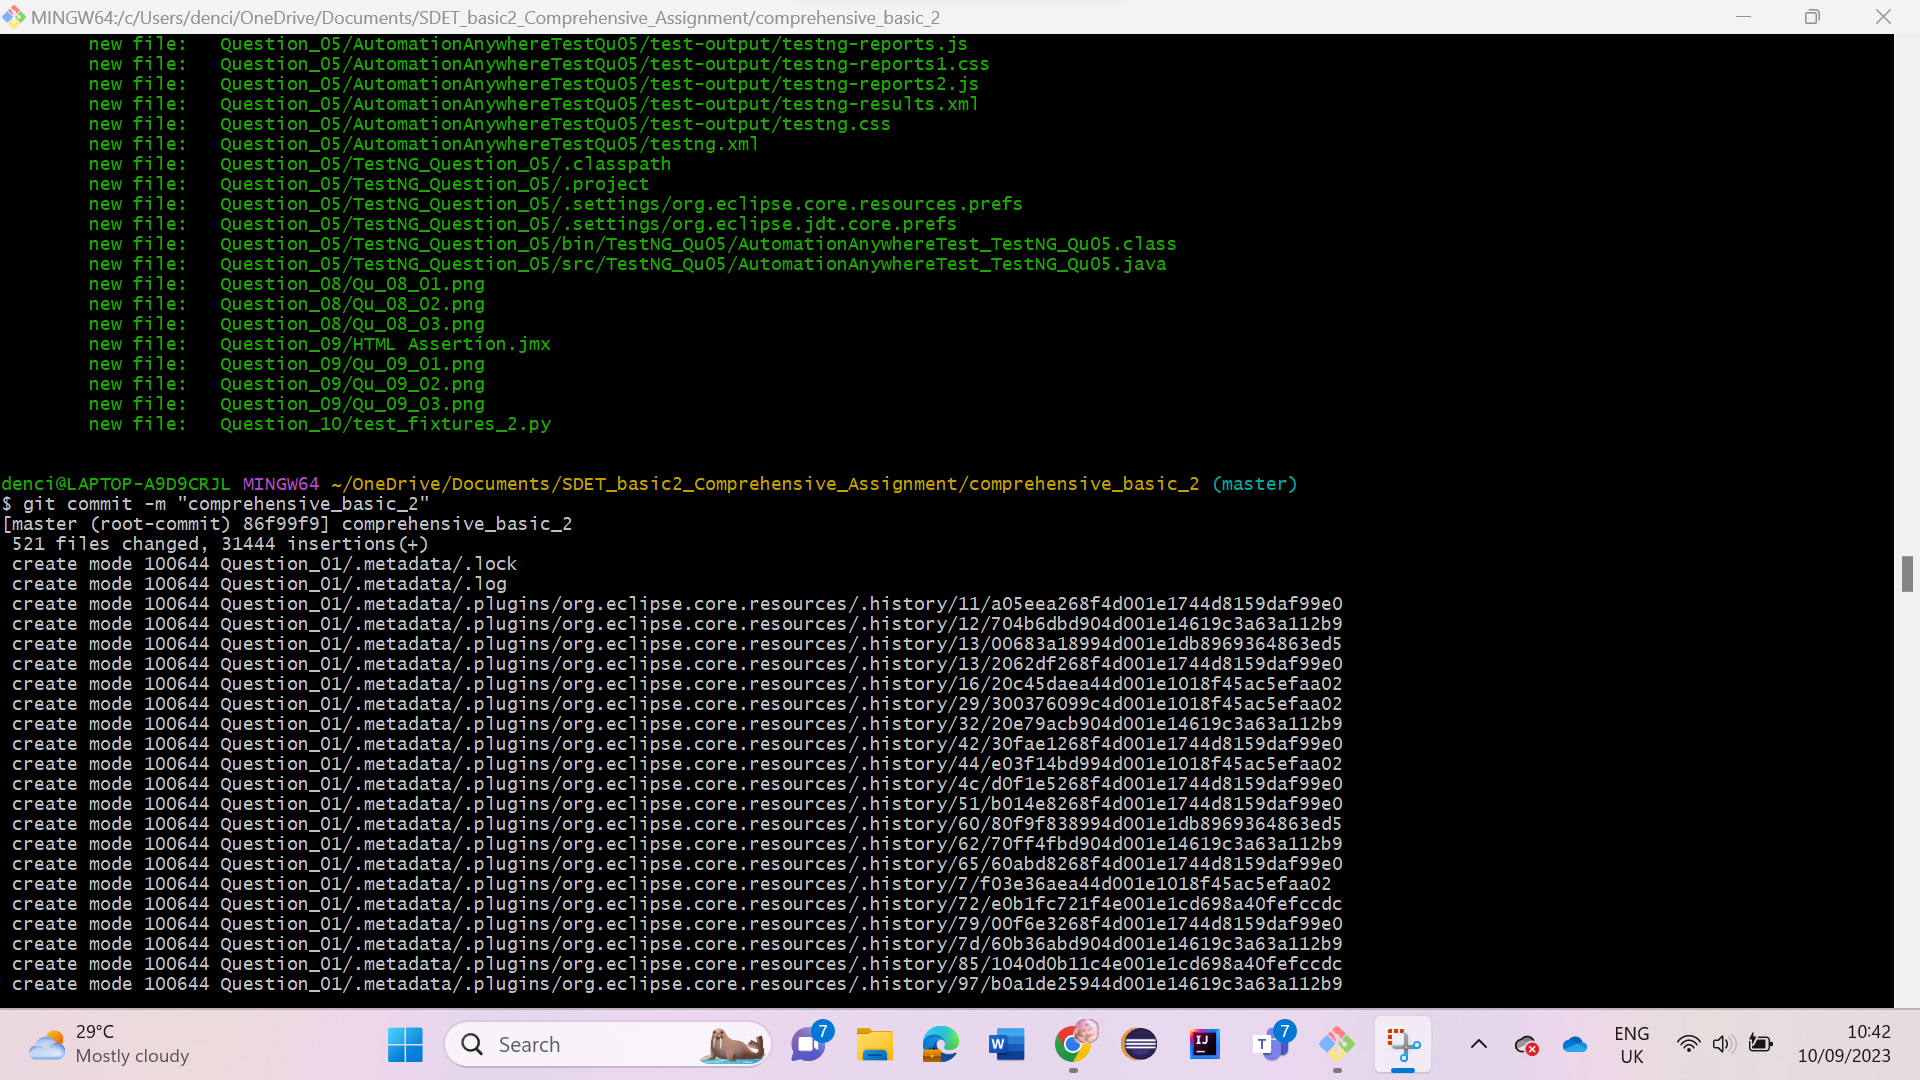 MINGW64:/c/Users/denci/OneDrive/Documents/SDET_basic2_Comprehensive_Assignment/comprehensive_basic_2
new file:   Question_05/AutomationAnywhereTestQu05/test-output/testng-reports.js
new file:   Question_05/AutomationAnywhereTestQu05/test-output/testng-reports1.css
new file:   Question_05/AutomationAnywhereTestQu05/test-output/testng-reports2.js
new file:   Question_05/AutomationAnywhereTestQu05/test-output/testng-results.xml
new file:   Question_05/AutomationAnywhereTestQu05/test-output/testng.css
new file:   Question_05/AutomationAnywhereTestQu05/testng.xml
new file:   Question_05/TestNG_Question_05/.classpath
new file:   Question_05/TestNG_Question_05/.project
new file:   Question_05/TestNG_Question_05/.settings/org.eclipse.core.resources.prefs
new file:   Question_05/TestNG_Question_05/.settings/org.eclipse.jdt.core.prefs
new file:   Question_05/TestNG_Question_05/bin/TestNG_Qu05/AutomationAnywhereTest_TestNG_Qu05.class
new file:   Question_05/TestNG_Question_05/src/TestNG_Qu05/AutomationAnywhereTest_TestNG_Qu05.java
new file:   Question_08/Qu_08_01.png
new file:   Question_08/Qu_08_02.png
new file:   Question_08/Qu_08_03.png
new file:   Question_09/HTML Assertion.jmx
new file:   Question_09/Qu_09_01.png
new file:   Question_09/Qu_09_02.png
new file:   Question_09/Qu_09_03.png
new file:   Question_10/test_fixtures_2.py
denci@LAPTOP-A9D9CRJL MINGW64 ~/OneDrive/Documents/SDET_basic2_Comprehensive_Assignment/comprehensive_basic_2 (master)
$ git commit -m "comprehensive_basic_2"
[master (root-commit) 86f99f9] comprehensive_basic_2
521 files changed, 31444 insertions(+)
create mode 100644 Question_01/.metadata/.lock
create mode 100644 Question_01/.metadata/.log
create mode 100644 Question_01/.metadata/.plugins/org.eclipse.core.resources/.history/11/a05eea268f4d001e1744d8159daf99e0
create mode 100644 Question_01/.metadata/.plugins/org.eclipse.core.resources/.history/12/704b6dbd904d001e14619c3a63a112b9
create mode 100644 Question_01/.metadata/.plugins/org.eclipse.core.resources/.history/13/00683a18994d001e1db8969364863ed5
create mode 100644 Question_01/.metadata/.plugins/org.eclipse.core.resources/.history/13/2062df268f4d001e1744d8159daf99e0
create mode 100644 Question_01/.metadata/.plugins/org.eclipse.core.resources/.history/16/20c45daea44d001e1018f45ac5efaa02
create mode 100644 Question_01/.metadata/.plugins/org.eclipse.core.resources/.history/29/300376099c4d001e1018f45ac5efaa02
create mode 100644 Question_01/.metadata/.plugins/org.eclipse.core.resources/.history/32/20e79acb904d001e14619c3a63a112b9
create mode 100644 Question_01/.metadata/.plugins/org.eclipse.core.resources/.history/42/30fae1268f4d001e1744d8159daf99e0
create mode 100644 Question_01/.metadata/.plugins/org.eclipse.core.resources/.history/44/e03f14bd994d001e1018f45ac5efaa02
create mode 100644 Question_01/.metadata/.plugins/org.eclipse.core.resources/.history/4c/d0f1e5268f4d001e1744d8159daf99e0
create mode 100644 Question_01/.metadata/.plugins/org.eclipse.core.resources/.history/51/b014e8268f4d001e1744d8159daf99e0
create mode 100644 Question_01/.metadata/.plugins/org.eclipse.core.resources/.history/60/80f9f838994d001e1db8969364863ed5
create mode 100644 Question_01/.metadata/.plugins/org.eclipse.core.resources/.history/62/70ff4fbd904d001e14619c3a63a112b9
create mode 100644 Question_01/.metadata/.plugins/org.eclipse.core.resources/.history/65/60abd8268f4d001e1744d8159daf99e0
create mode 100644 Question_01/.metadata/.plugins/org.eclipse.core.resources/.history/7/f03e36aea44d001e1018f45ac5efaa02
create mode 100644 Question_01/.metadata/.plugins/org.eclipse.core.resources/.history/72/e0b1fc721f4e001e1cd698a40fefccdc
create mode 100644 Question_01/.metadata/.plugins/org.eclipse.core.resources/.history/79/00f6e3268f4d001e1744d8159daf99e0
create mode 100644 Question_01/.metadata/.plugins/org.eclipse.core.resources/.history/7d/60b36abd904d001e14619c3a63a112b9
create mode 100644 Question_01/.metadata/.plugins/org.eclipse.core.resources/.history/85/1040d0b11c4e001e1cd698a40fefccdc
create mode 100644 Question_01/.metadata/.plugins/org.eclipse.core.resources/.history/97/b0a1de25944d001e14619c3a63a112b9
29°C
Mostly cloudy
Search
7
W
IJ
T
7
ENG
UK
10:42
10/09/2023